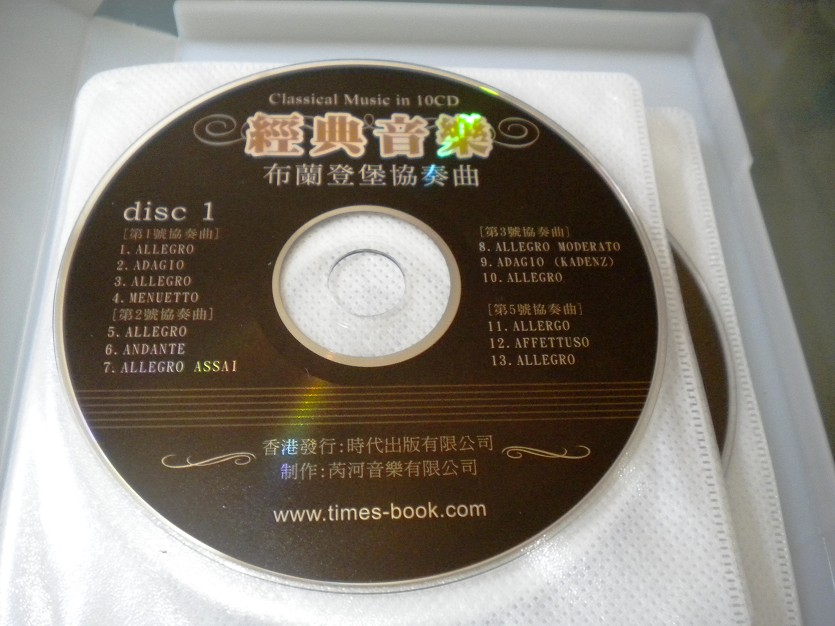 Classical Music in 10CD
經典音樂
布蘭登堡協奏曲
disc 1
[第1號協奏曲]
1.ALLEGRO
2.ADAGIO
3.ALLEGRO
4.MENUETTO
[第2號協奏曲]
5.ALLEGRO
6.ANDANTE
7.ALLEGRO ASSAI
[第3號協奏曲]
8.ALLEGRO MODERATO
9.ADAGIO (KADENZ)
10.ALLEGRO
[第5號協奏曲]
11.ALLERGO
12.AFFETTUSO
13.ALLEGRO
香港發行:時代出版有限公司
制作:芮河音樂有限公司
www.times-book.com